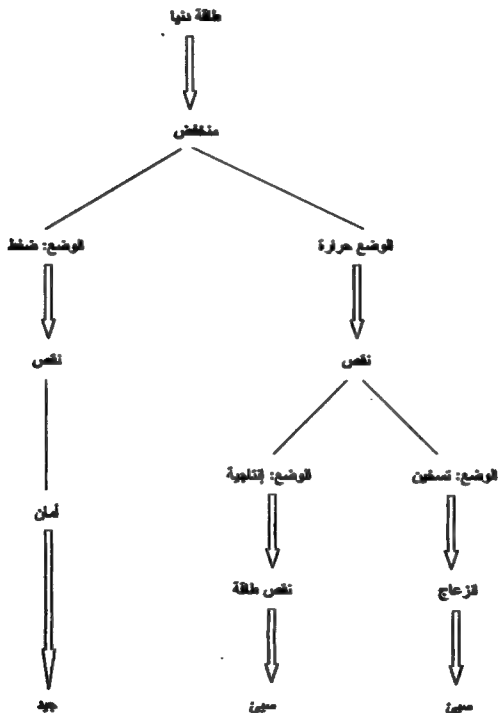 طاقة دنيا
منخفض
الوضع حرارة
الوضع: ضغط
نقص
نقص
الوضع: تسخين
الوضع: إنتاجية
أمان
انزعاج
نقص طاقة
سيئ
سيئ
جيد